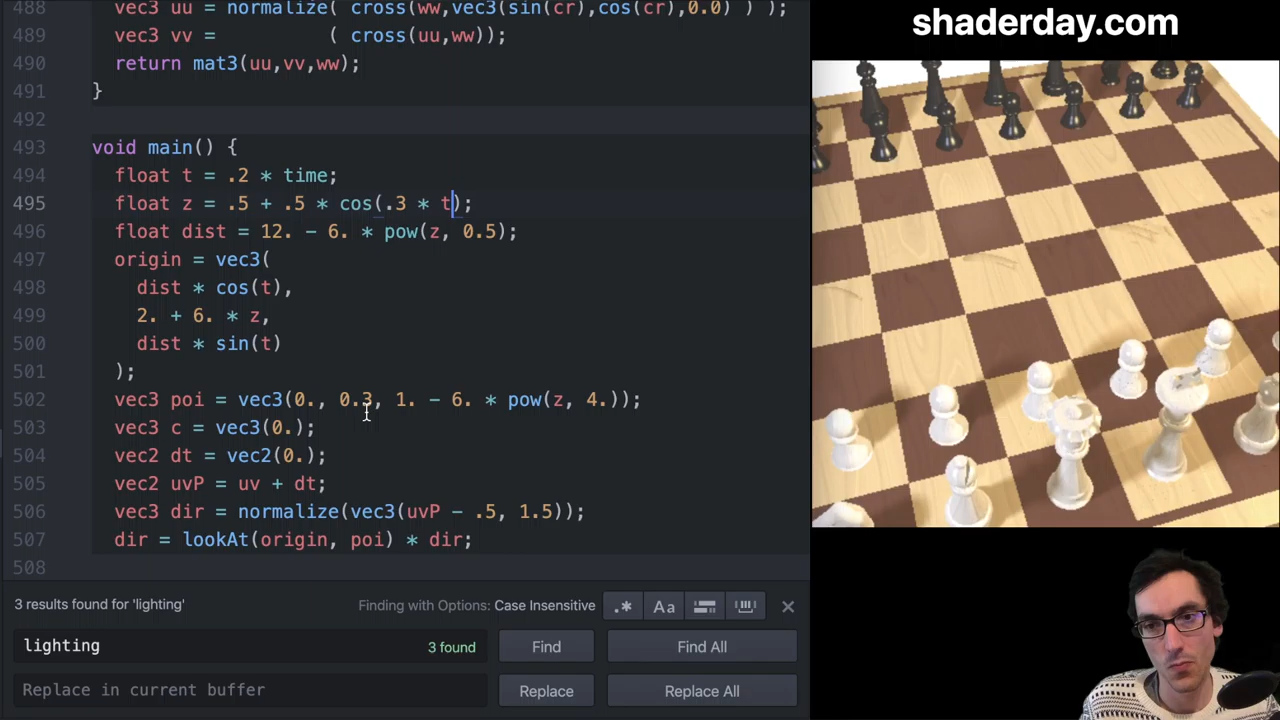 488 vec3 uu = normalize( cross(ww,vec3(sin(cr),cos(cr),0.0) ) );
489 vec3 vv =           ( cross(uu,ww));
490 return mat3(uu,vv,ww);
491 }
492
493 void main() {
494 float t = .2 * time;
495 float z = .5 + .5 * cos(.3 * t);
496 float dist = 12. - 6. * pow(z, 0.5);
497 origin = vec3(
498 dist * cos(t),
499 2. + 6. * z,
500 dist * sin(t)
501 );
502 vec3 poi = vec3(0., 0.3, 1. - 6. * pow(z, 4.));
503 vec3 c = vec3(0.);
504 vec2 dt = vec2(0.);
505 vec2 uvP = uv + dt;
506 vec3 dir = normalize(vec3(uvP - .5, 1.5));
507 dir = lookAt(origin, poi) * dir;
508
3 results found for 'lighting' Finding with Options: Case Insensitive .* Aa
lighting 3 found Find Find All
Replace in current buffer Replace Replace All
shaderday.com